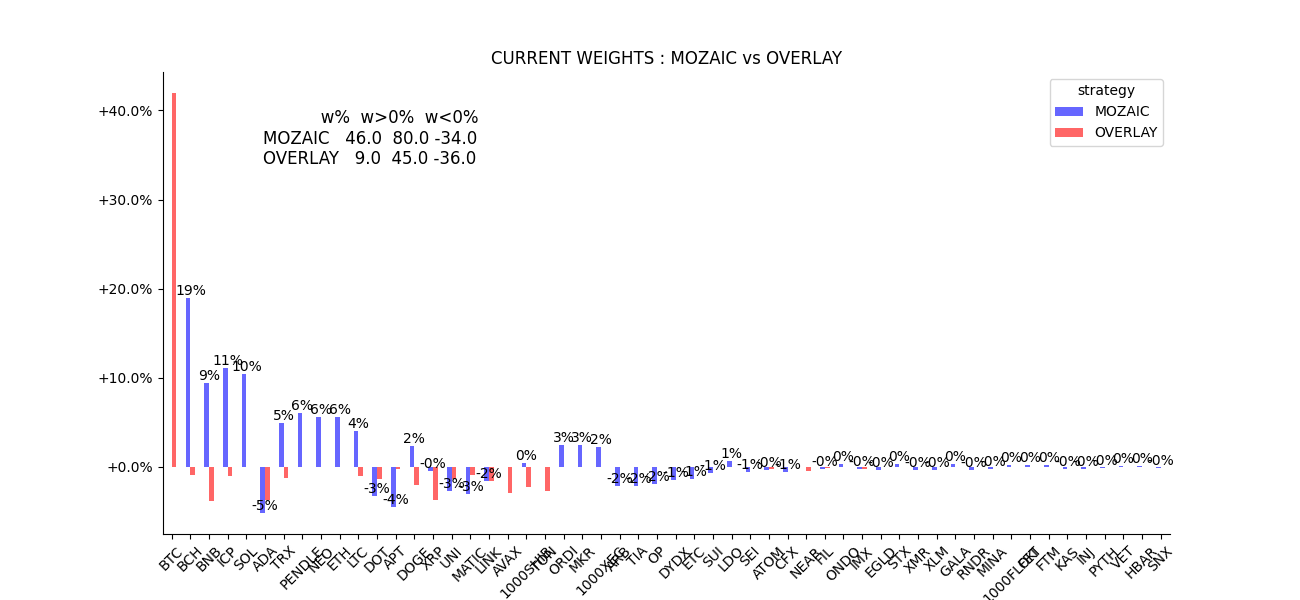 CURRENT WEIGHTS : MOZAIC vs OVERLAY
strategy
MOZAIC
OVERLAY
w% w>0% w<0%
MOZAIC 46.0 80.0 -34.0
OVERLAY 9.0 45.0 -36.0
+40.0%
+30.0%
+20.0%
+10.0%
+0.0%
19%
9%
11%
10%
-5%
5%
6%
6%
6%
4%
-3%
-4%
2%
-0%
-3%
-3%
-2%
0%
3%
3%
2%
-2%
-2%
-2%
-1%
-1%
-1%
1%
-1%
-0%
-1%
-0%
0%
-0%
-0%
0%
-0%
-0%
0%
-0%
-0%
0%
0%
0%
-0%
-0%
-0%
0%
0%
-0%
BTC
BCH
BNB
ICP
SOL
ADA
TRX
PENDLE
NEO
ETH
LTC
DOT
APT
DOGE
XRP
UNI
MATIC
LINK
AVAX
1000SHIB
TON
ORDI
MKR
ARB
TIA
OP
DYDX
ETC
SUI
LDO
SEI
ATOM
CFX
NEAR
FIL
ONDO
IMX
EGLD
STX
XMR
XLM
GALA
RNDR
MINA
FTM
KAS
INJ
PYTH
VET
HBAR
SNX